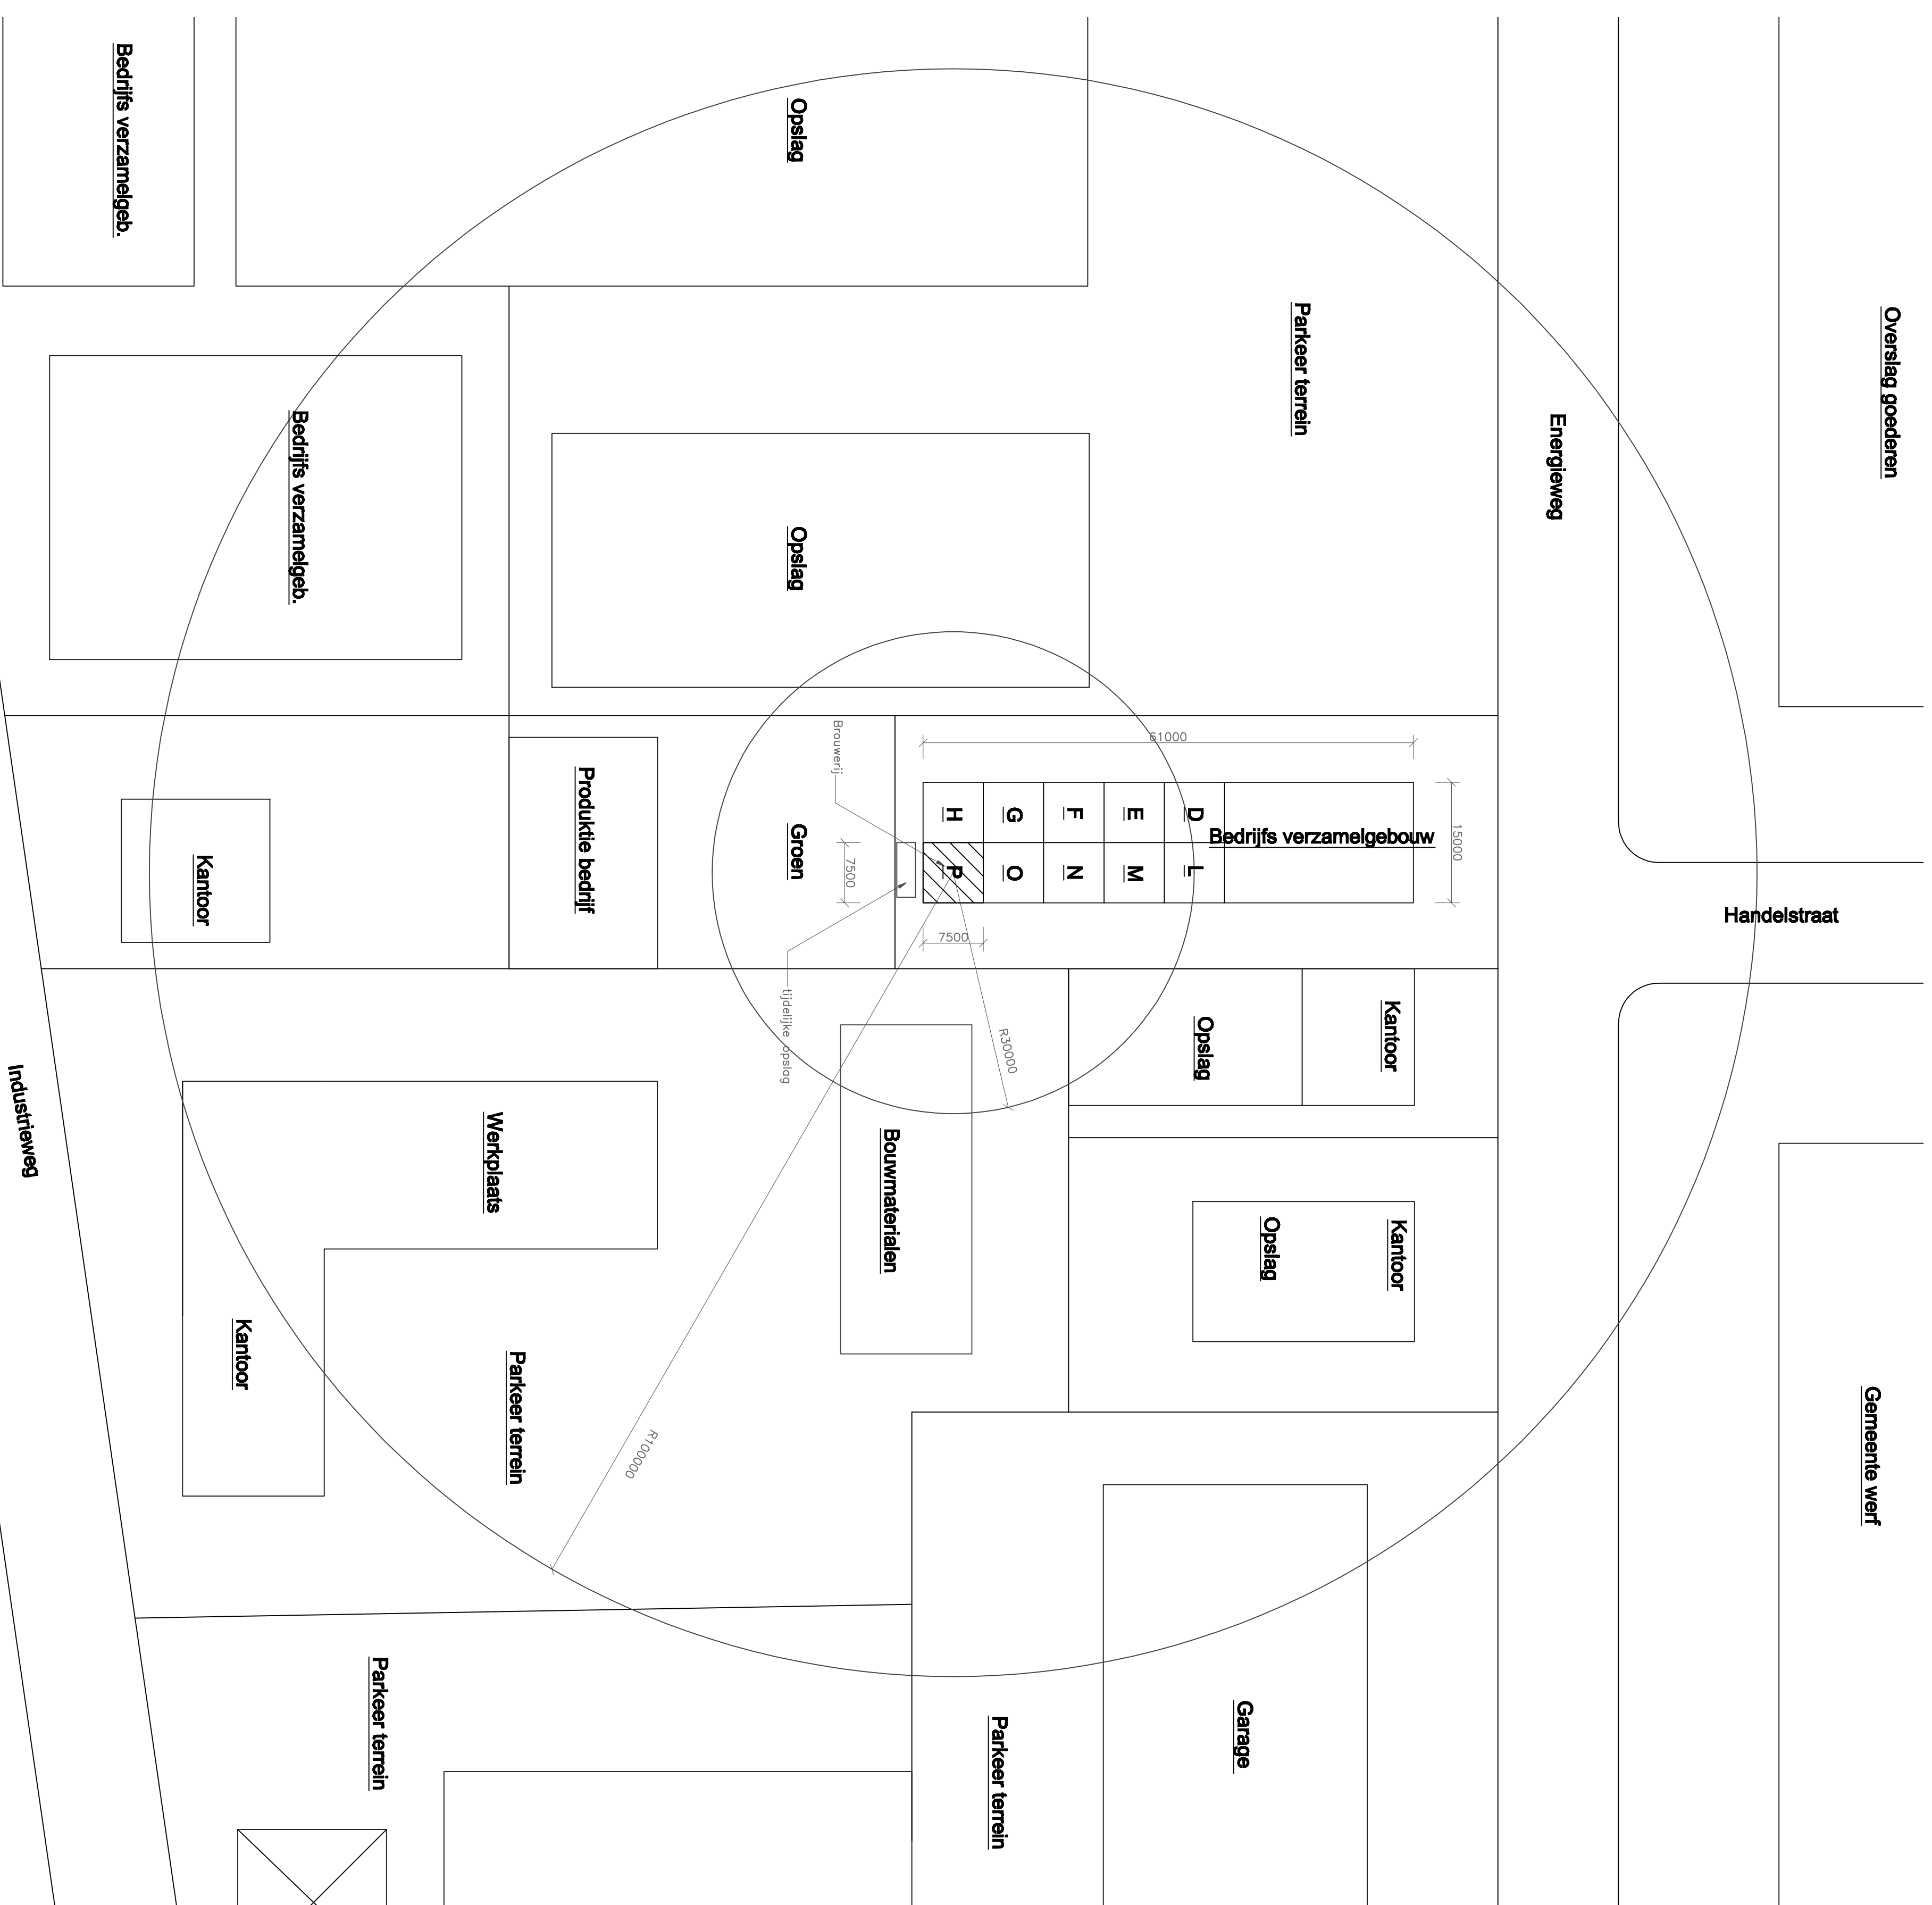 Bedrijfs verzamelgeb.
Opslag
Overslag goederen
Parkeer terrein
Energieweg
Bedrijfs verzamelgeb.
Opslag
Brouwerij
61000
15000
Produktie bedrijf
Groen
7500
H
G
F
E
D
Bedrijfs verzamelgebouw
P
O
N
M
L
Kantoor
7500
Handelstraat
tijdelijke opslag
R30000
Opslag
Kantoor
Industrieweg
Werkplaats
Bouwmaterialen
Opslag
Kantoor
Kantoor
Parkeer terrein
R100000
Gemeente werf
Parkeer terrein
Parkeer terrein
Garage